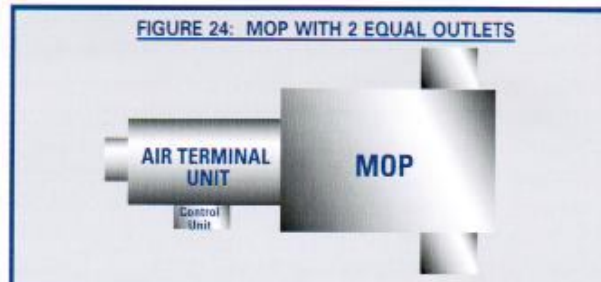 FIGURE 24: MOP WITH 2 EQUAL OUTLETS
AIR TERMINAL
UNIT
MOP
Control
Unit